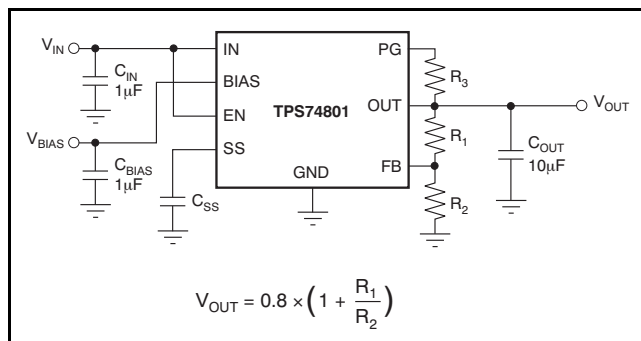 V_IN
C_IN
1μF
V_BIAS
C_BIAS
1μF
C_SS
IN
BIAS
EN
SS
TPS74801
GND
PG
OUT
FB
R_3
R_1
R_2
V_OUT
C_OUT
10μF
V_OUT = 0.8 × (1 + R_1/R_2)